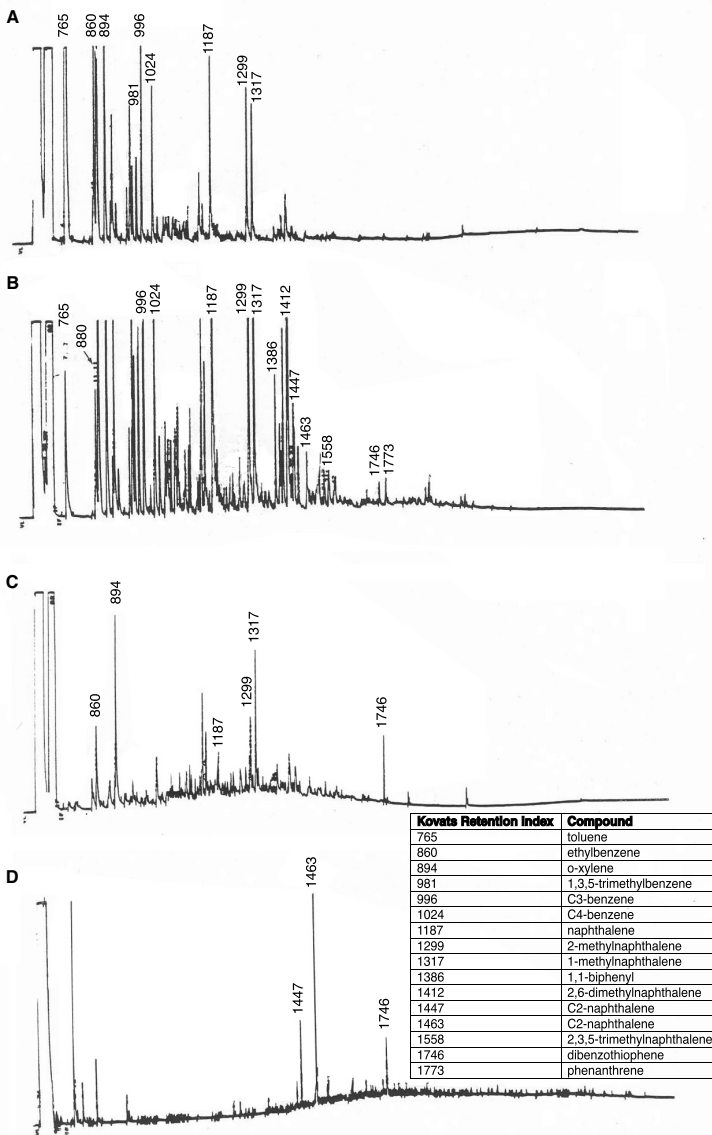 A
765
860
894
981
996
1024
1187
1299
1317
B
765
880
996
1024
1187
1299
1317
1386
1412
1447
1463
1558
1746
1773
C
860
894
1187
1299
1317
1746
Kovats Retention Index Compound
765 toluene
860 ethylbenzene
894 o-xylene
981 1,3,5-trimethylbenzene
996 C3-benzene
1024 C4-benzene
1187 naphthalene
1299 2-methylnaphthalene
1317 1-methylnaphthalene
1386 1,1-biphenyl
1412 2,6-dimethylnaphthalene
1447 C2-naphthalene
1463 C2-naphthalene
1558 2,3,5-trimethylnaphthalene
1746 dibenzothiophene
1773 phenanthrene
D
1447
1463
1746